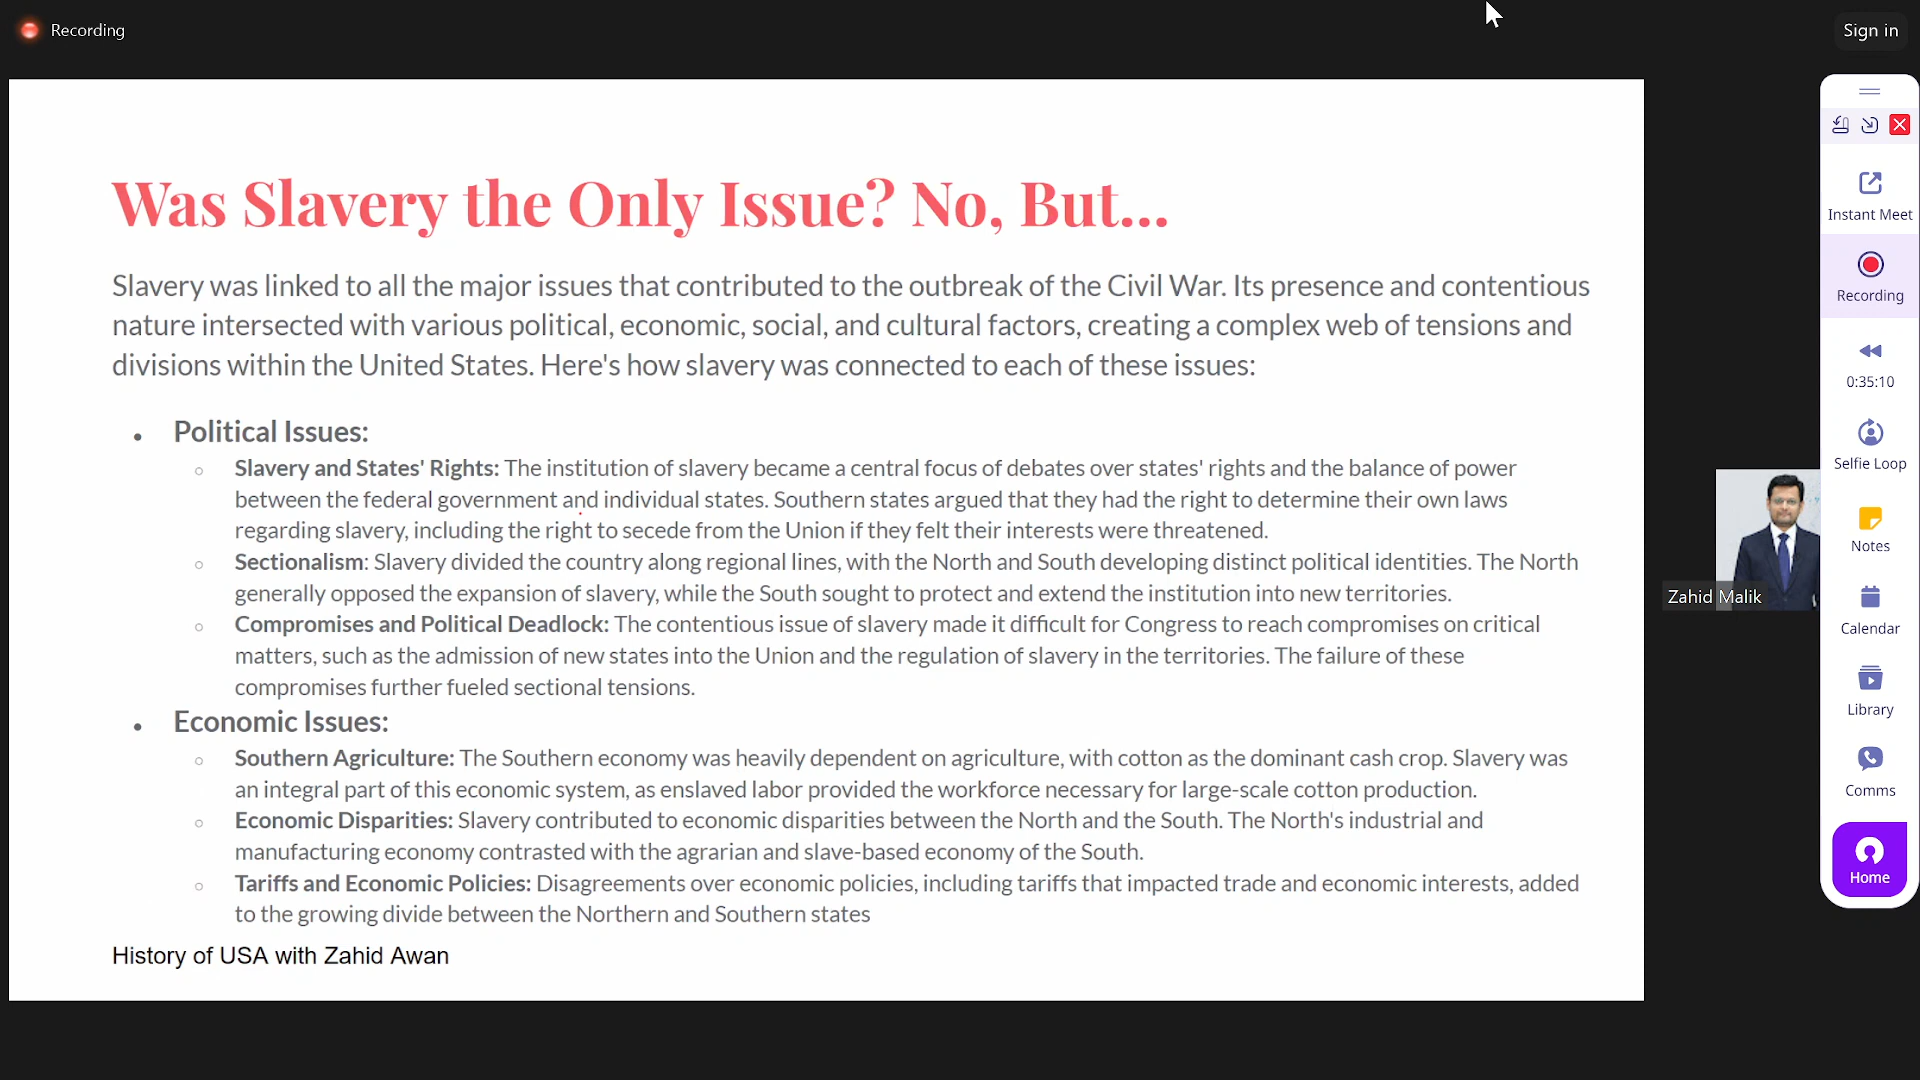 Recording
Sign in
Was Slavery the Only Issue? No, But...
Slavery was linked to all the major issues that contributed to the outbreak of the Civil War. Its presence and contentious
nature intersected with various political, economic, social, and cultural factors, creating a complex web of tensions and
divisions within the United States. Here's how slavery was connected to each of these issues:
• Political Issues:
○ Slavery and States' Rights: The institution of slavery became a central focus of debates over states' rights and the balance of power
between the federal government and individual states. Southern states argued that they had the right to determine their own laws
regarding slavery, including the right to secede from the Union if they felt their interests were threatened.
○ Sectionalism: Slavery divided the country along regional lines, with the North and South developing distinct political identities. The North
generally opposed the expansion of slavery, while the South sought to protect and extend the institution into new territories.
○ Compromises and Political Deadlock: The contentious issue of slavery made it difficult for Congress to reach compromises on critical
matters, such as the admission of new states into the Union and the regulation of slavery in the territories. The failure of these
compromises further fueled sectional tensions.
• Economic Issues:
○ Southern Agriculture: The Southern economy was heavily dependent on agriculture, with cotton as the dominant cash crop. Slavery was
an integral part of this economic system, as enslaved labor provided the workforce necessary for large-scale cotton production.
○ Economic Disparities: Slavery contributed to economic disparities between the North and the South. The North's industrial and
manufacturing economy contrasted with the agrarian and slave-based economy of the South.
○ Tariffs and Economic Policies: Disagreements over economic policies, including tariffs that impacted trade and economic interests, added
to the growing divide between the Northern and Southern states
History of USA with Zahid Awan
Zahid Malik
Instant Meet
Recording
0:35:10
Selfie Loop
Notes
Calendar
Library
Comms
Home